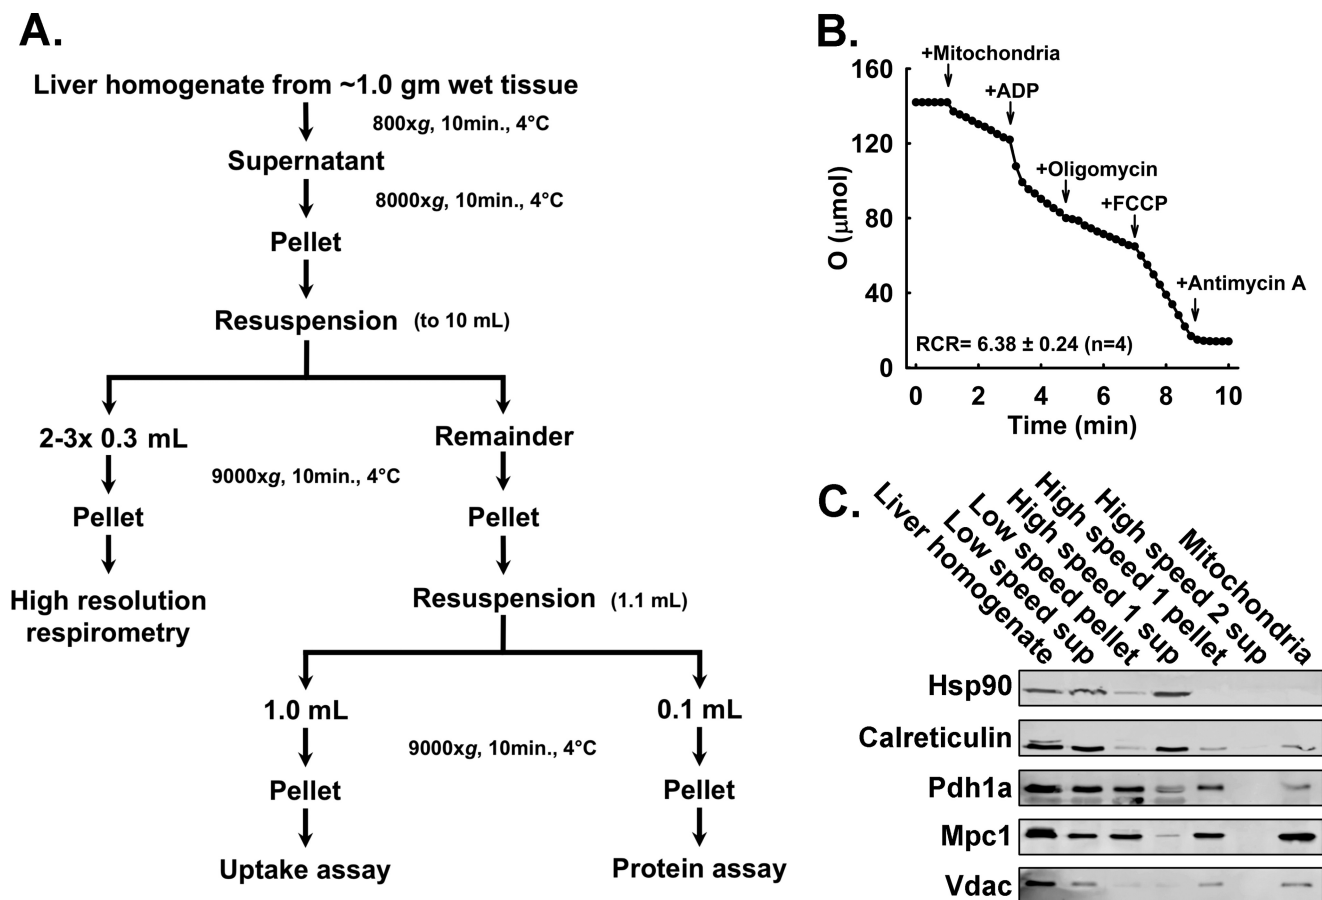 A.
Liver homogenate from ~1.0 gm wet tissue
800xg, 10min., 4°C
Supernatant
8000xg, 10min., 4°C
Pellet
Resuspension (to 10 mL)
2-3x 0.3 mL
Remainder
9000xg, 10min., 4°C
Pellet
Pellet
High resolution
respirometry
Resuspension (1.1 mL)
1.0 mL
0.1 mL
9000xg, 10min., 4°C
Pellet
Pellet
Uptake assay
Protein assay
B.
+Mitochondria
+ADP
+Oligomycin
+FCCP
+Antimycin A
160
120
80
40
0
O (μmol)
RCR= 6.38 ± 0.24 (n=4)
0 2 4 6 8 10
Time (min)
C.
Liver homogenate
Low speed sup
Low speed pellet
High speed 1 sup
High speed 1 pellet
High speed 2 sup
Mitochondria
Hsp90
Calreticulin
Pdh1a
Mpc1
Vdac